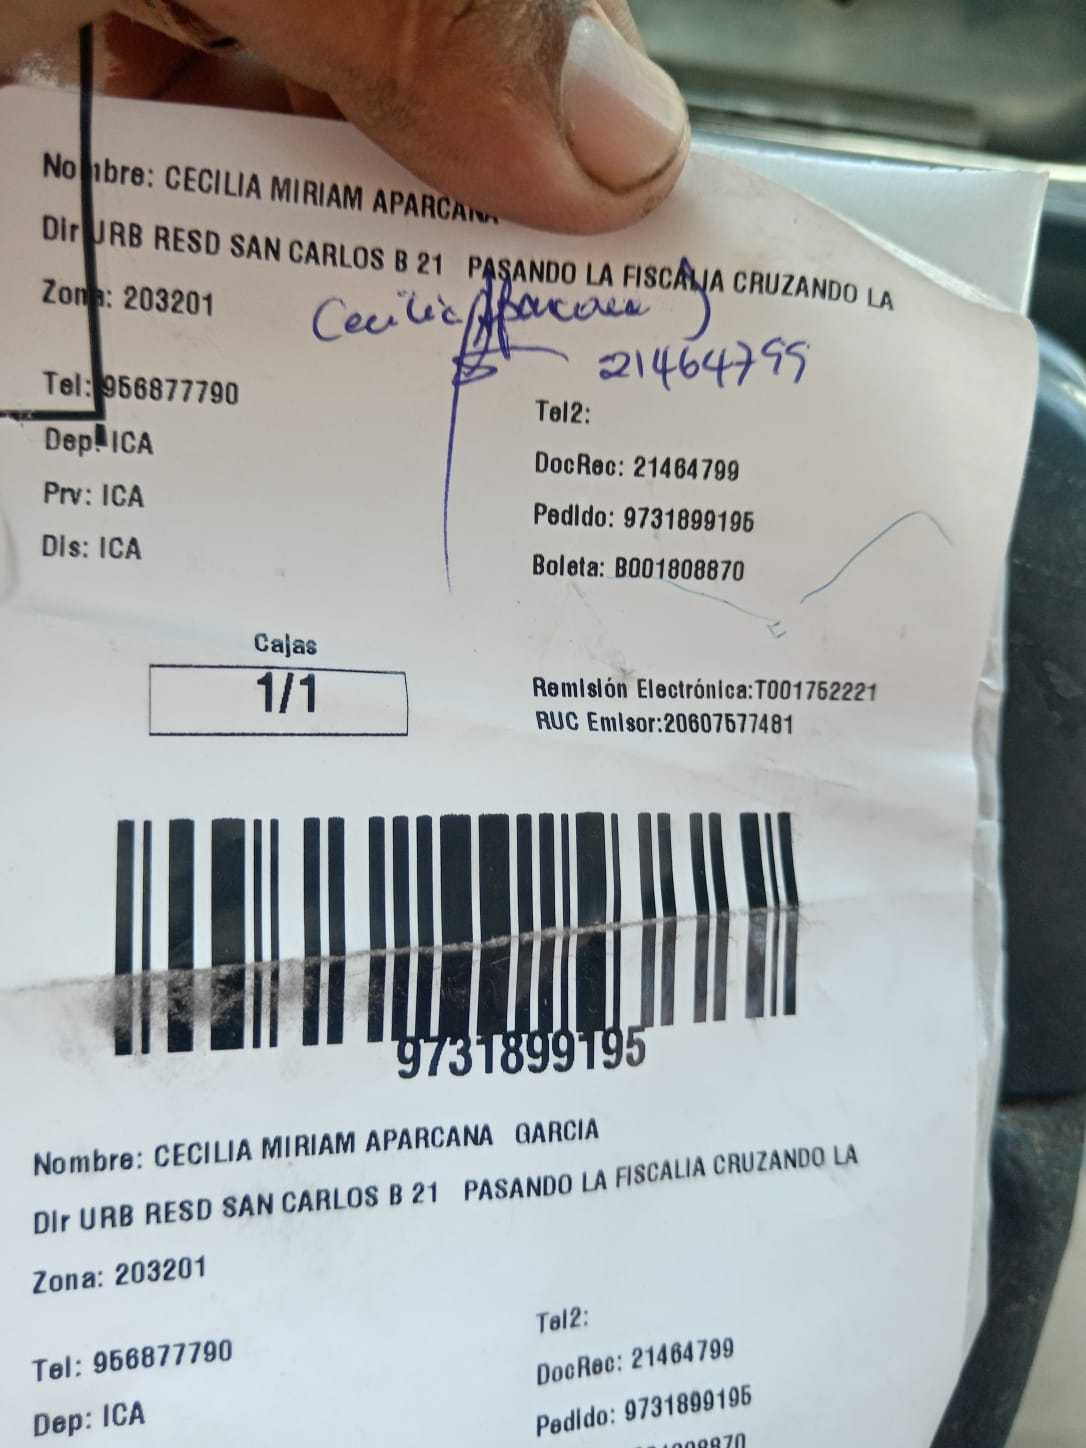 Nombre: CECILIA MIRIAM APARCANA
Dir URB RESD SAN CARLOS B 21 PASANDO LA FISCALIA CRUZANDO LA
Zona: 203201
Cecilia Aparcana
21464799
Tel: 956877790
Tel2:
Dep: ICA
DocRec: 21464799
Prv: ICA
Pedido: 9731899195
Dis: ICA
Boleta: B001808870
Cajas
1/1
Remisión Electrónica:T001752221
RUC Emisor:20607577481
9731899195
Nombre: CECILIA MIRIAM APARCANA GARCIA
Dir URB RESD SAN CARLOS B 21 PASANDO LA FISCALIA CRUZANDO LA
Zona: 203201
Tel2:
Tel: 956877790
DocRec: 21464799
Dep: ICA
Pedido: 9731899195